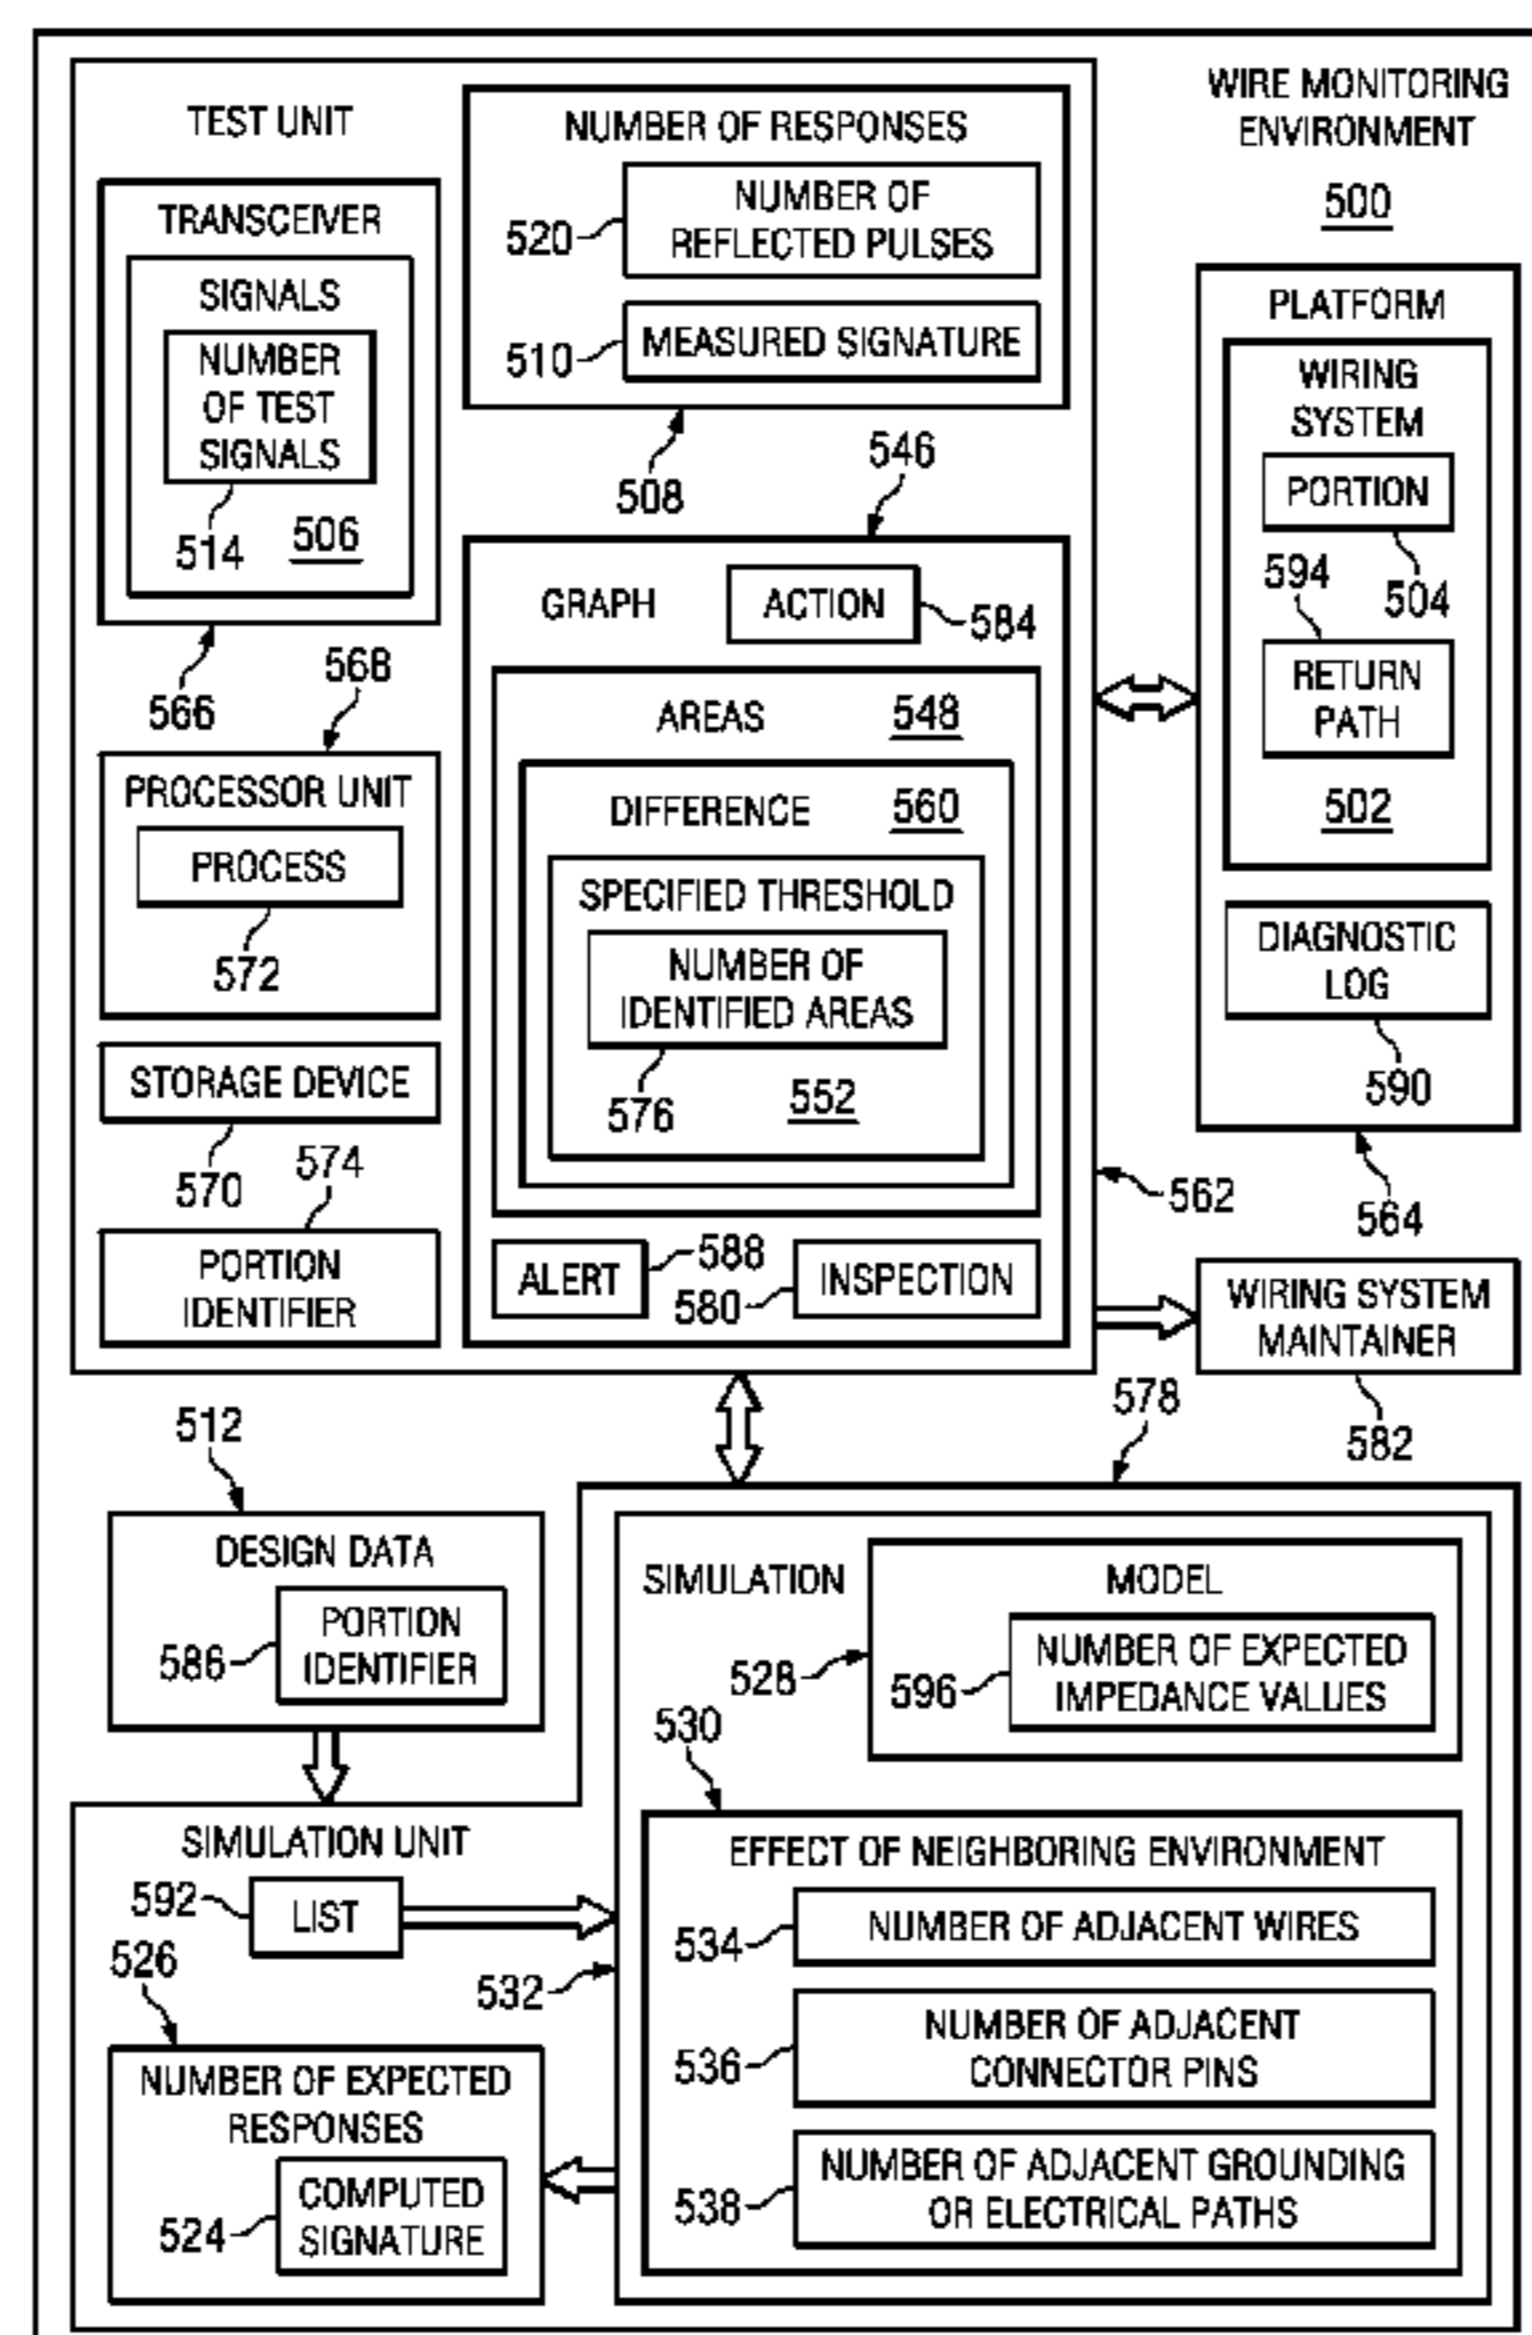 WIRE MONITORING
ENVIRONMENT
500
TEST UNIT
TRANSCEIVER
SIGNALS
NUMBER
OF TEST
SIGNALS
514
506
566
568
PROCESSOR UNIT
PROCESS
572
STORAGE DEVICE
570
574
PORTION
IDENTIFIER
NUMBER OF RESPONSES
520
NUMBER OF
REFLECTED PULSES
510
MEASURED SIGNATURE
508
546
GRAPH
ACTION
584
AREAS
548
DIFFERENCE
560
SPECIFIED THRESHOLD
NUMBER OF
IDENTIFIED AREAS
576
552
ALERT
588
580
INSPECTION
562
PLATFORM
WIRING
SYSTEM
PORTION
504
594
RETURN
PATH
502
DIAGNOSTIC
LOG
590
564
WIRING SYSTEM
MAINTAINER
582
578
512
DESIGN DATA
586
PORTION
IDENTIFIER
SIMULATION UNIT
592
LIST
526
NUMBER OF EXPECTED
RESPONSES
524
COMPUTED
SIGNATURE
532
SIMULATION
528
MODEL
596
NUMBER OF EXPECTED
IMPEDANCE VALUES
530
EFFECT OF NEIGHBORING ENVIRONMENT
534
NUMBER OF ADJACENT WIRES
536
NUMBER OF ADJACENT
CONNECTOR PINS
538
NUMBER OF ADJACENT GROUNDING
OR ELECTRICAL PATHS